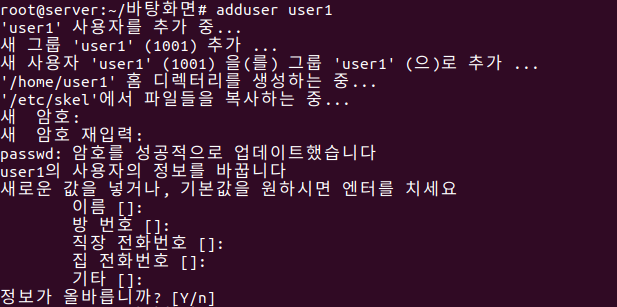 root@server:~/바탕화면# adduser user1
'user1' 사용자를 추가 중...
새 그룹 'user1' (1001) 추가 ...
새 사용자 'user1' (1001) 을(를) 그룹 'user1' (으)로 추가 ...
'/home/user1' 홈 디렉터리를 생성하는 중...
'/etc/skel'에서 파일들을 복사하는 중...
새  암호:
새  암호 재입력:
passwd: 암호를 성공적으로 업데이트했습니다
user1의 사용자의 정보를 바꿉니다
새로운 값을 넣거나, 기본값을 원하시면 엔터를 치세요
        이름 []:
        방 번호 []:
        직장 전화번호 []:
        집 전화번호 []:
        기타 []:
정보가 올바릅니까? [Y/n]